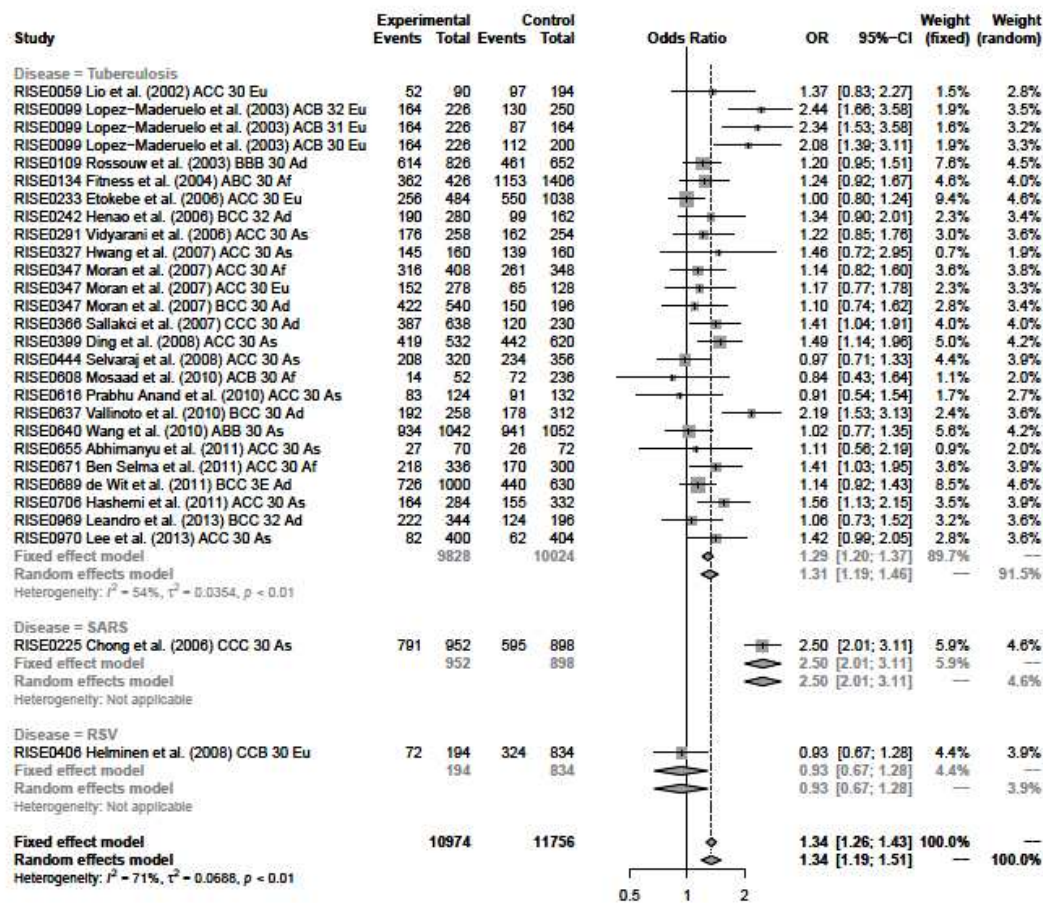 Experimental Control Weight Weight
Study Events Total Events Total Odds Ratio OR 95%−CI (fixed) (random)
Disease = Tuberculosis
RISE0059 Lio et al. (2002) ACC 30 Eu 52 90 97 194 1.37 [0.83; 2.27] 1.5% 2.8%
RISE0099 Lopez−Maderuelo et al. (2003) ACB 32 Eu 164 226 130 250 2.44 [1.66; 3.58] 1.9% 3.5%
RISE0099 Lopez−Maderuelo et al. (2003) ACB 31 Eu 164 226 87 164 2.34 [1.53; 3.58] 1.6% 3.2%
RISE0099 Lopez−Maderuelo et al. (2003) ACB 30 Eu 164 226 112 200 2.08 [1.39; 3.11] 1.9% 3.3%
RISE0109 Rossouw et al. (2003) BBB 30 Ad 614 826 461 652 1.20 [0.95; 1.51] 7.6% 4.5%
RISE0134 Fitness et al. (2004) ABC 30 Af 362 426 1153 1406 1.24 [0.92; 1.67] 4.6% 4.0%
RISE0233 Etokebe et al. (2006) ACC 30 Eu 256 484 550 1038 1.00 [0.80; 1.24] 9.4% 4.6%
RISE0242 Henao et al. (2006) BCC 32 Ad 190 280 99 162 1.34 [0.90; 2.01] 2.3% 3.4%
RISE0291 Vidyarani et al. (2006) ACC 30 As 176 258 162 254 1.22 [0.85; 1.76] 3.0% 3.6%
RISE0327 Hwang et al. (2007) ACC 30 As 145 160 139 160 1.46 [0.72; 2.95] 0.7% 1.9%
RISE0347 Moran et al. (2007) ACC 30 Af 316 408 261 348 1.14 [0.82; 1.60] 3.6% 3.8%
RISE0347 Moran et al. (2007) ACC 30 Eu 152 278 65 128 1.17 [0.77; 1.78] 2.3% 3.3%
RISE0347 Moran et al. (2007) BCC 30 Ad 422 540 150 196 1.10 [0.74; 1.62] 2.8% 3.4%
RISE0366 Sallakci et al. (2007) CCC 30 Ad 387 638 120 230 1.41 [1.04; 1.91] 4.0% 4.0%
RISE0399 Ding et al. (2008) ACC 30 As 419 532 442 620 1.49 [1.14; 1.96] 5.0% 4.2%
RISE0444 Selvaraj et al. (2008) ACC 30 As 208 320 234 356 0.97 [0.71; 1.33] 4.4% 3.9%
RISE0608 Mosaad et al. (2010) ACB 30 Af 14 52 72 236 0.84 [0.43; 1.64] 1.1% 2.0%
RISE0616 Prabhu Anand et al. (2010) ACC 30 As 83 124 91 132 0.91 [0.54; 1.54] 1.7% 2.7%
RISE0637 Vallinoto et al. (2010) BCC 30 Ad 192 258 178 312 2.19 [1.53; 3.13] 2.4% 3.6%
RISE0640 Wang et al. (2010) ABB 30 As 934 1042 941 1052 1.02 [0.77; 1.35] 5.6% 4.2%
RISE0655 Abhimanyu et al. (2011) ACC 30 As 27 70 26 72 1.11 [0.56; 2.19] 0.9% 2.0%
RISE0671 Ben Selma et al. (2011) ACC 30 Af 218 336 170 300 1.41 [1.03; 1.95] 3.6% 3.9%
RISE0689 de Wit et al. (2011) BCC 3E Ad 726 1000 440 630 1.14 [0.92; 1.43] 8.5% 4.6%
RISE0706 Hashemi et al. (2011) ACC 30 As 164 284 155 332 1.56 [1.13; 2.15] 3.5% 3.9%
RISE0969 Leandro et al. (2013) BCC 32 Ad 222 344 124 196 1.06 [0.73; 1.52] 3.2% 3.6%
RISE0970 Lee et al. (2013) ACC 30 As 82 400 62 404 1.42 [0.99; 2.05] 2.8% 3.6%
Fixed effect model 9828 10024 1.29 [1.20; 1.37] 89.7% −−
Random effects model 1.31 [1.19; 1.46] −− 91.5%
Heterogeneity: I² = 54%, τ² = 0.0354, p < 0.01
Disease = SARS
RISE0225 Chong et al. (2006) CCC 30 As 791 952 595 898 2.50 [2.01; 3.11] 5.9% 4.6%
Fixed effect model 952 898 2.50 [2.01; 3.11] 5.9% −−
Random effects model 2.50 [2.01; 3.11] −− 4.6%
Heterogeneity: Not applicable
Disease = RSV
RISE0406 Helminen et al. (2008) CCB 30 Eu 72 194 324 834 0.93 [0.67; 1.28] 4.4% 3.9%
Fixed effect model 194 834 0.93 [0.67; 1.28] 4.4% −−
Random effects model 0.93 [0.67; 1.28] −− 3.9%
Heterogeneity: Not applicable
Fixed effect model 10974 11756 1.34 [1.26; 1.43] 100.0% −−
Random effects model 1.34 [1.19; 1.51] −− 100.0%
Heterogeneity: I² = 71%, τ² = 0.0688, p < 0.01
0.5 1 2